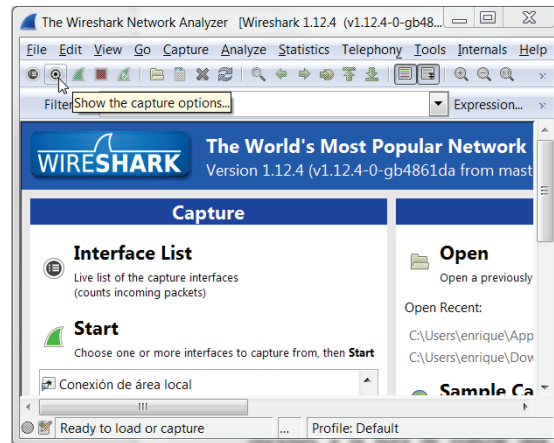 The Wireshark Network Analyzer [Wireshark 1.12.4 (v1.12.4-0-gb48...
File Edit View Go Capture Analyze Statistics Telephony Tools Internals Help
Filter
Show the capture options...
Expression...
WIRESHARK
The World's Most Popular Network
Version 1.12.4 (v1.12.4-0-gb4861da from mast
Capture
Interface List
Live list of the capture interfaces
(counts incoming packets)
Start
Choose one or more interfaces to capture from, then Start
Conexión de área local
Open
Open a previously
Open Recent:
C:\Users\enrique\App
C:\Users\enrique\Dow
Sample Ca
Ready to load or capture
...
Profile: Default